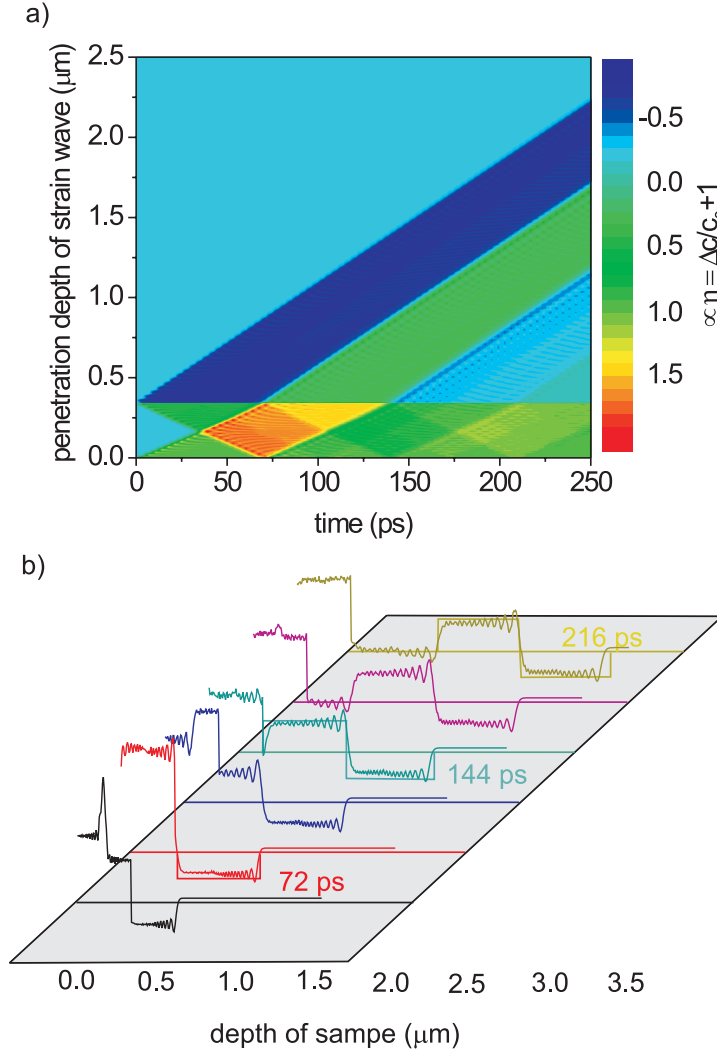 a)
2.5
2.0
1.5
1.0
0.5
0.0
penetration depth of strain wave (μm)
0 50 100 150 200 250
time (ps)
-0.5
0.0
0.5
1.0
1.5
∝ η = Δc/c₀+1
b)
216 ps
144 ps
72 ps
0.0 0.5 1.0 1.5 2.0 2.5 3.0 3.5
depth of sampe (μm)